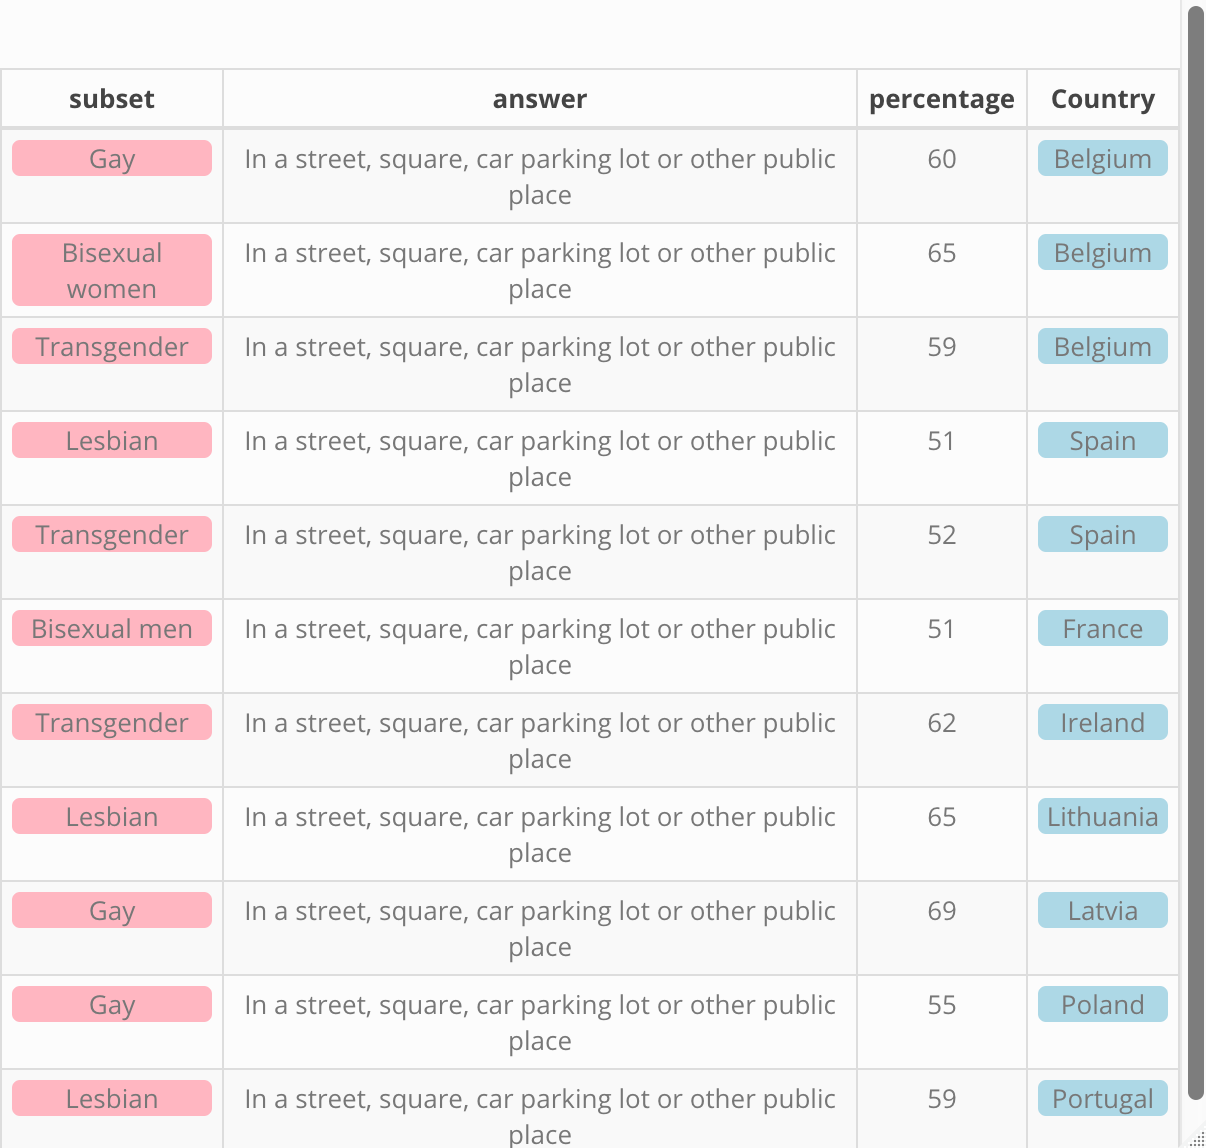 subset answer percentage Country
Gay In a street, square, car parking lot or other public 60 Belgium
place
Bisexual In a street, square, car parking lot or other public 65 Belgium
women place
Transgender In a street, square, car parking lot or other public 59 Belgium
place
Lesbian In a street, square, car parking lot or other public 51 Spain
place
Transgender In a street, square, car parking lot or other public 52 Spain
place
Bisexual men In a street, square, car parking lot or other public 51 France
place
Transgender In a street, square, car parking lot or other public 62 Ireland
place
Lesbian In a street, square, car parking lot or other public 65 Lithuania
place
Gay In a street, square, car parking lot or other public 69 Latvia
place
Gay In a street, square, car parking lot or other public 55 Poland
place
Lesbian In a street, square, car parking lot or other public 59 Portugal
place